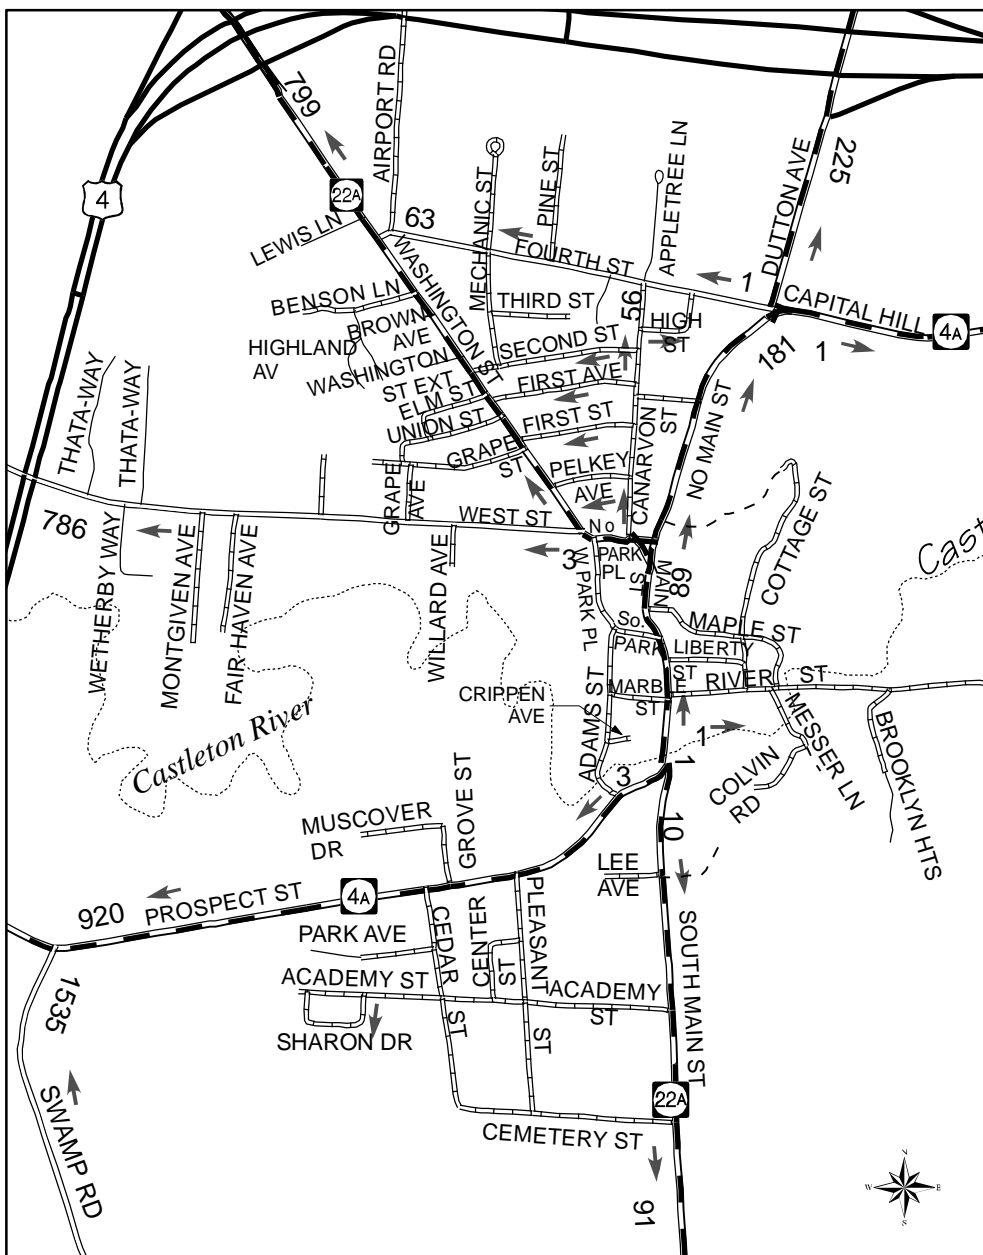 799
AIRPORT RD
4
22A
LEWIS LN
63
WASHINGTON ST
MECHANIC ST
PINE ST
FOURTH ST
APPLETREE LN
DUTTON AVE
225
1
CAPITAL HILL
4A
1
181
BENSON LN
BROWN
AVE
HIGHLAND
AV
WASHINGTON
ST EXT
THIRD ST
56
HIGH
ST
SECOND ST
FIRST AVE
ELM ST
UNION ST
FIRST ST
GRAPE
ST
PELKEY
AVE
CANARVON
ST
NO MAIN ST
THATA-WAY
THATA-WAY
786
GRAPE
AVE
WEST ST
3
No
PARK
PL
W PARK PL
MAIN
ST
68
COTTAGE ST
Cast
WETHERBY WAY
MONTGIVEN AVE
FAIR HAVEN AVE
WILLARD AVE
So.
PARK
MAPLE ST
LIBERTY
ST
RIVER ST
MARBLE
ST
CRIPPEN
AVE
ADAMS ST
Castleton River
1
1
3
MESSER LN
COLVIN
RD
BROOKLYN HTS
MUSCOVER
DR
GROVE ST
10
LEE
AVE
920
PROSPECT ST
4A
PARK AVE
CEDAR
ST
CENTER
ST
PLEASANT
ST
ACADEMY ST
ACADEMY
ST
SHARON DR
SOUTH MAIN ST
1535
SWAMP RD
22A
CEMETERY ST
91
N
W
E
S